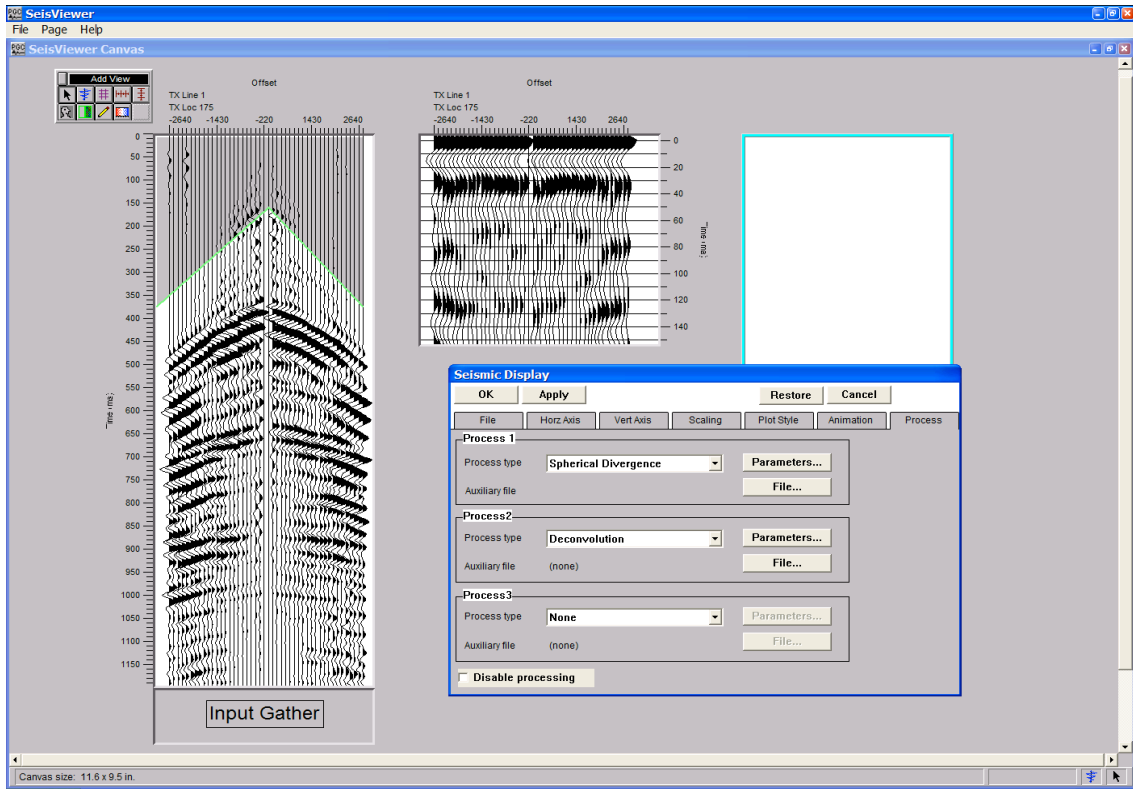 SeisViewer
File Page Help
SeisViewer Canvas
Add View
Offset
TX Line 1
TX Loc 175
-2640 -1430 -220 1430 2640
0
50
100
150
200
250
300
350
400
450
500
550
600
650
700
750
800
850
900
950
1000
1050
1100
1150
Time (ms)
Input Gather
Offset
TX Line 1
TX Loc 175
-2640 -1430 -220 1430 2640
0
20
40
60
80
100
120
140
Time (ms)
Seismic Display
OK Apply Restore Cancel
File Horz Axis Vert Axis Scaling Plot Style Animation Process
Process 1
Process type Spherical Divergence Parameters...
Auxiliary file File...
Process2
Process type Deconvolution Parameters...
Auxiliary file (none) File...
Process3
Process type None Parameters...
Auxiliary file (none) File...
Disable processing
Canvas size: 11.6 x 9.5 in.